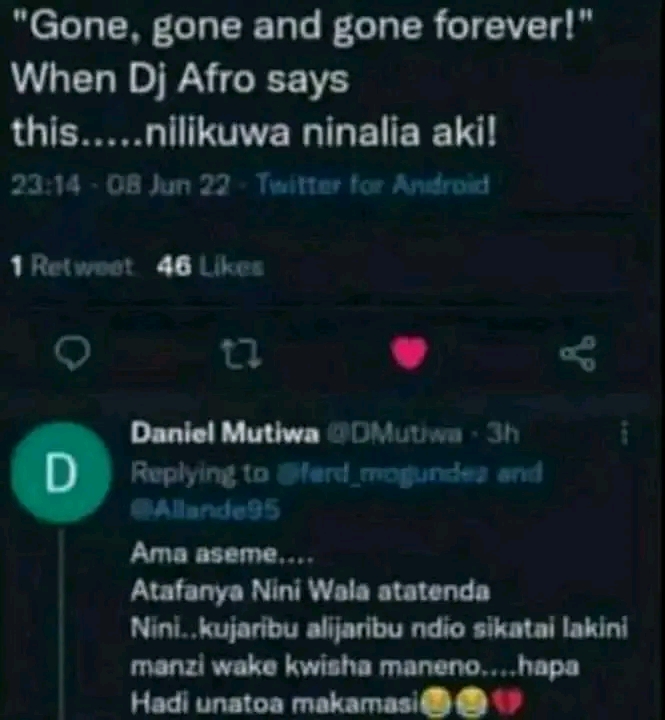 "Gone, gone and gone forever!"
When Dj Afro says
this.....nilikuwa ninalia aki!
23:14 - 08 Jun 22 - Twitter for Android
1 Retweet 46 Likes
D
Daniel Mutiwa @DMutiwa · 3h
Replying to @ferd_mogundez and
@Allande95
Ama aseme....
Atafanya Nini Wala atatenda
Nini..kujaribu alijaribu ndio sikatai lakini
manzi wake kwisha maneno....hapa
Hadi unatoa makamasi😭😭💔